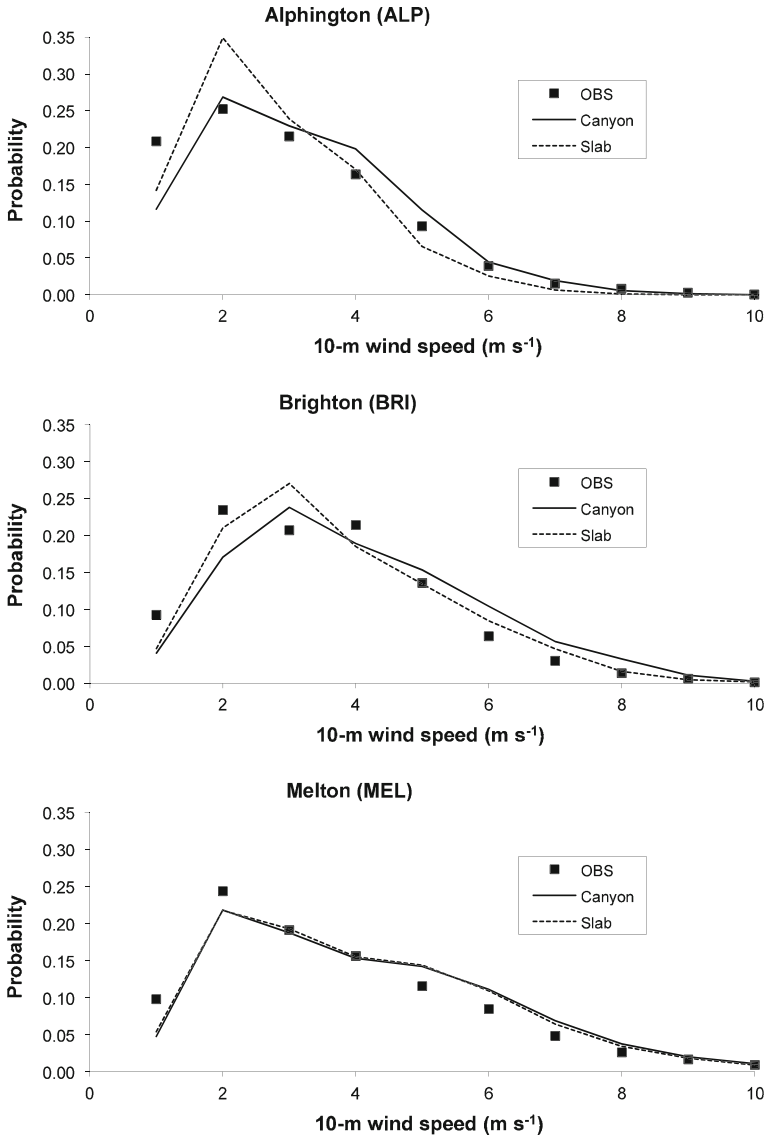 Alphington (ALP)
0.35
0.30
0.25
0.20
0.15
0.10
0.05
0.00
Probability
OBS
Canyon
Slab
0 2 4 6 8 10
10-m wind speed (m s-1)
Brighton (BRI)
0.35
0.30
0.25
0.20
0.15
0.10
0.05
0.00
Probability
OBS
Canyon
Slab
0 2 4 6 8 10
10-m wind speed (m s-1)
Melton (MEL)
0.35
0.30
0.25
0.20
0.15
0.10
0.05
0.00
Probability
OBS
Canyon
Slab
0 2 4 6 8 10
10-m wind speed (m s-1)